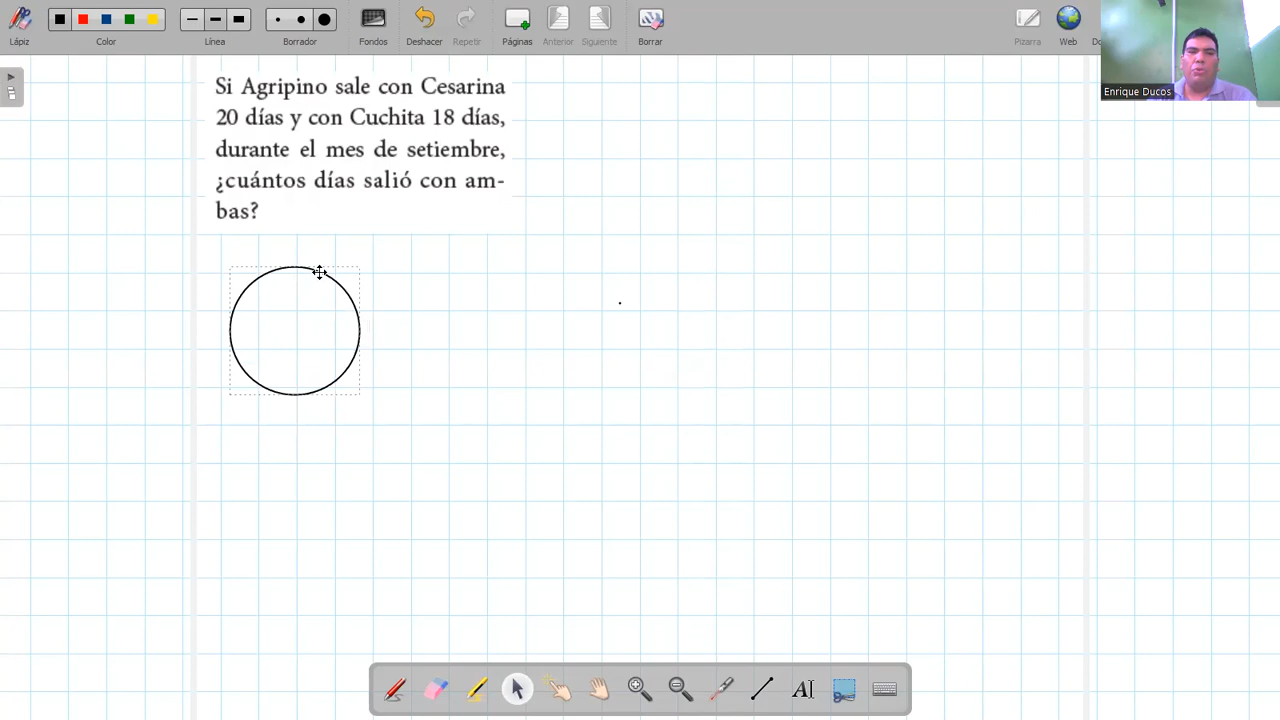 Lápiz
Color
Línea
Borrador
Fondos
Deshacer
Repetir
Páginas
Anterior
Siguiente
Borrar
Pizarra
Web
Enrique Ducos
Si Agripino sale con Cesarina
20 días y con Cuchita 18 días,
durante el mes de setiembre,
¿cuántos días salió con am-
bas?
AI